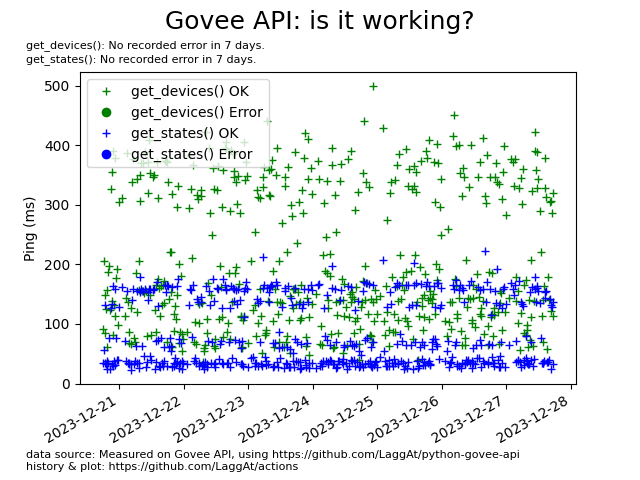 Govee API: is it working?
get_devices(): No recorded error in 7 days.
get_states(): No recorded error in 7 days.
get_devices() OK
get_devices() Error
get_states() OK
get_states() Error
Ping (ms)
500
400
300
200
100
0
2023-12-21
2023-12-22
2023-12-23
2023-12-24
2023-12-25
2023-12-26
2023-12-27
2023-12-28
data source: Measured on Govee API, using https://github.com/LaggAt/python-govee-api
history & plot: https://github.com/LaggAt/actions